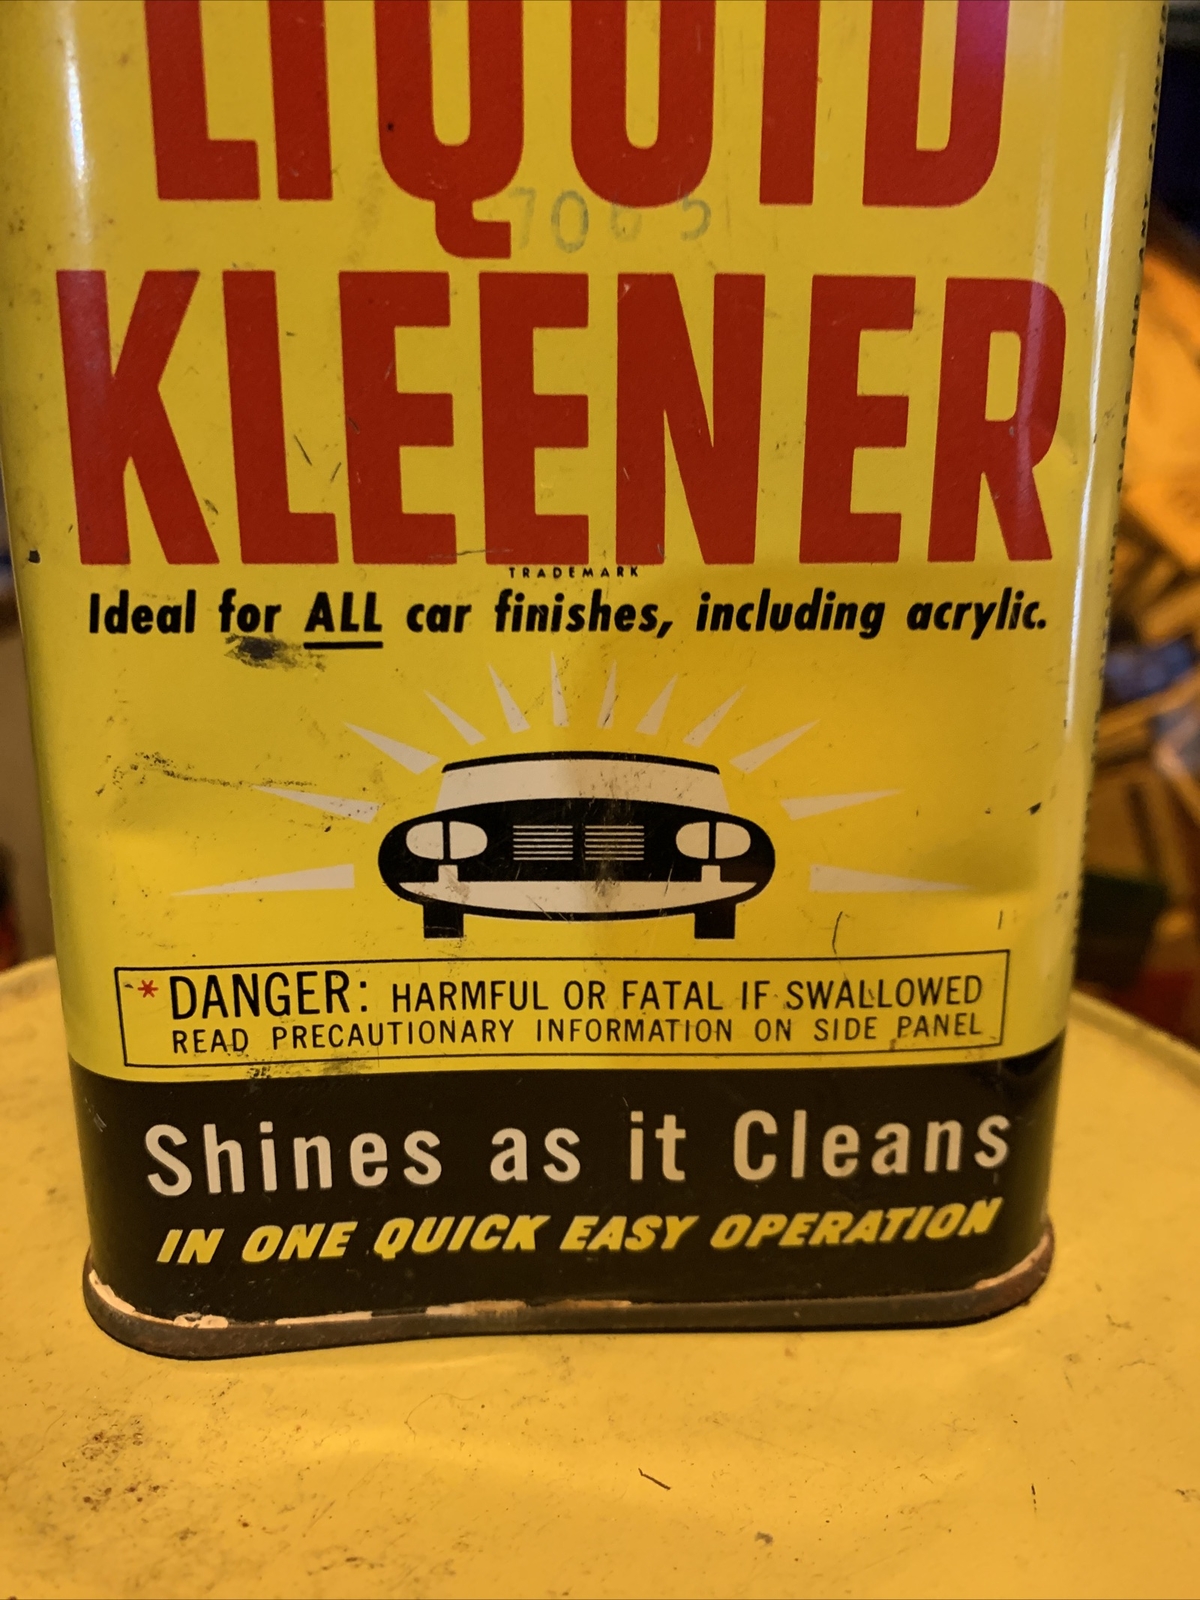 LIQUID
7065
KLEENER
TRADEMARK
Ideal for ALL car finishes, including acrylic.
* DANGER: HARMFUL OR FATAL IF SWALLOWED
READ PRECAUTIONARY INFORMATION ON SIDE PANEL
Shines as it Cleans
IN ONE QUICK EASY OPERATION